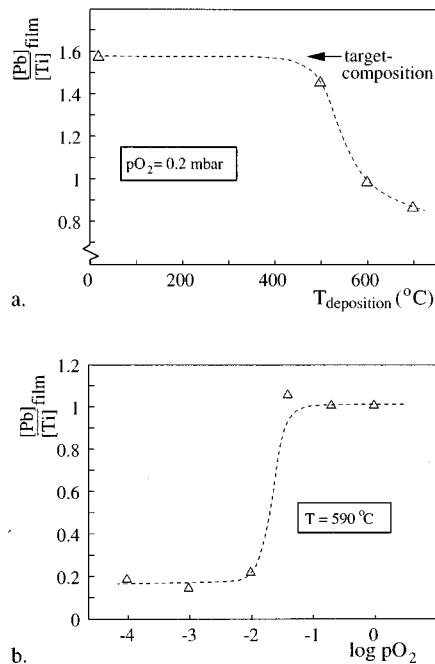 [Pb]film
[Ti]
1.6
1.4
1.2
1
0.8
target-
composition
pO2= 0.2 mbar
0
200
400
600
Tdeposition (°C)
a.
[Pb]film
[Ti]
1.2
1
0.8
0.6
0.4
0.2
0
T = 590 °C
-4
-3
-2
-1
0
log pO2
b.